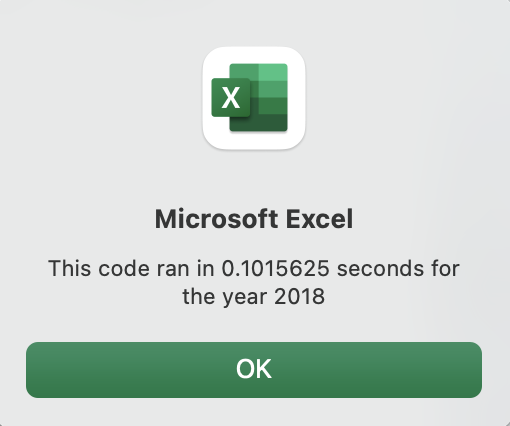 X
Microsoft Excel
This code ran in 0.1015625 seconds for
the year 2018
OK